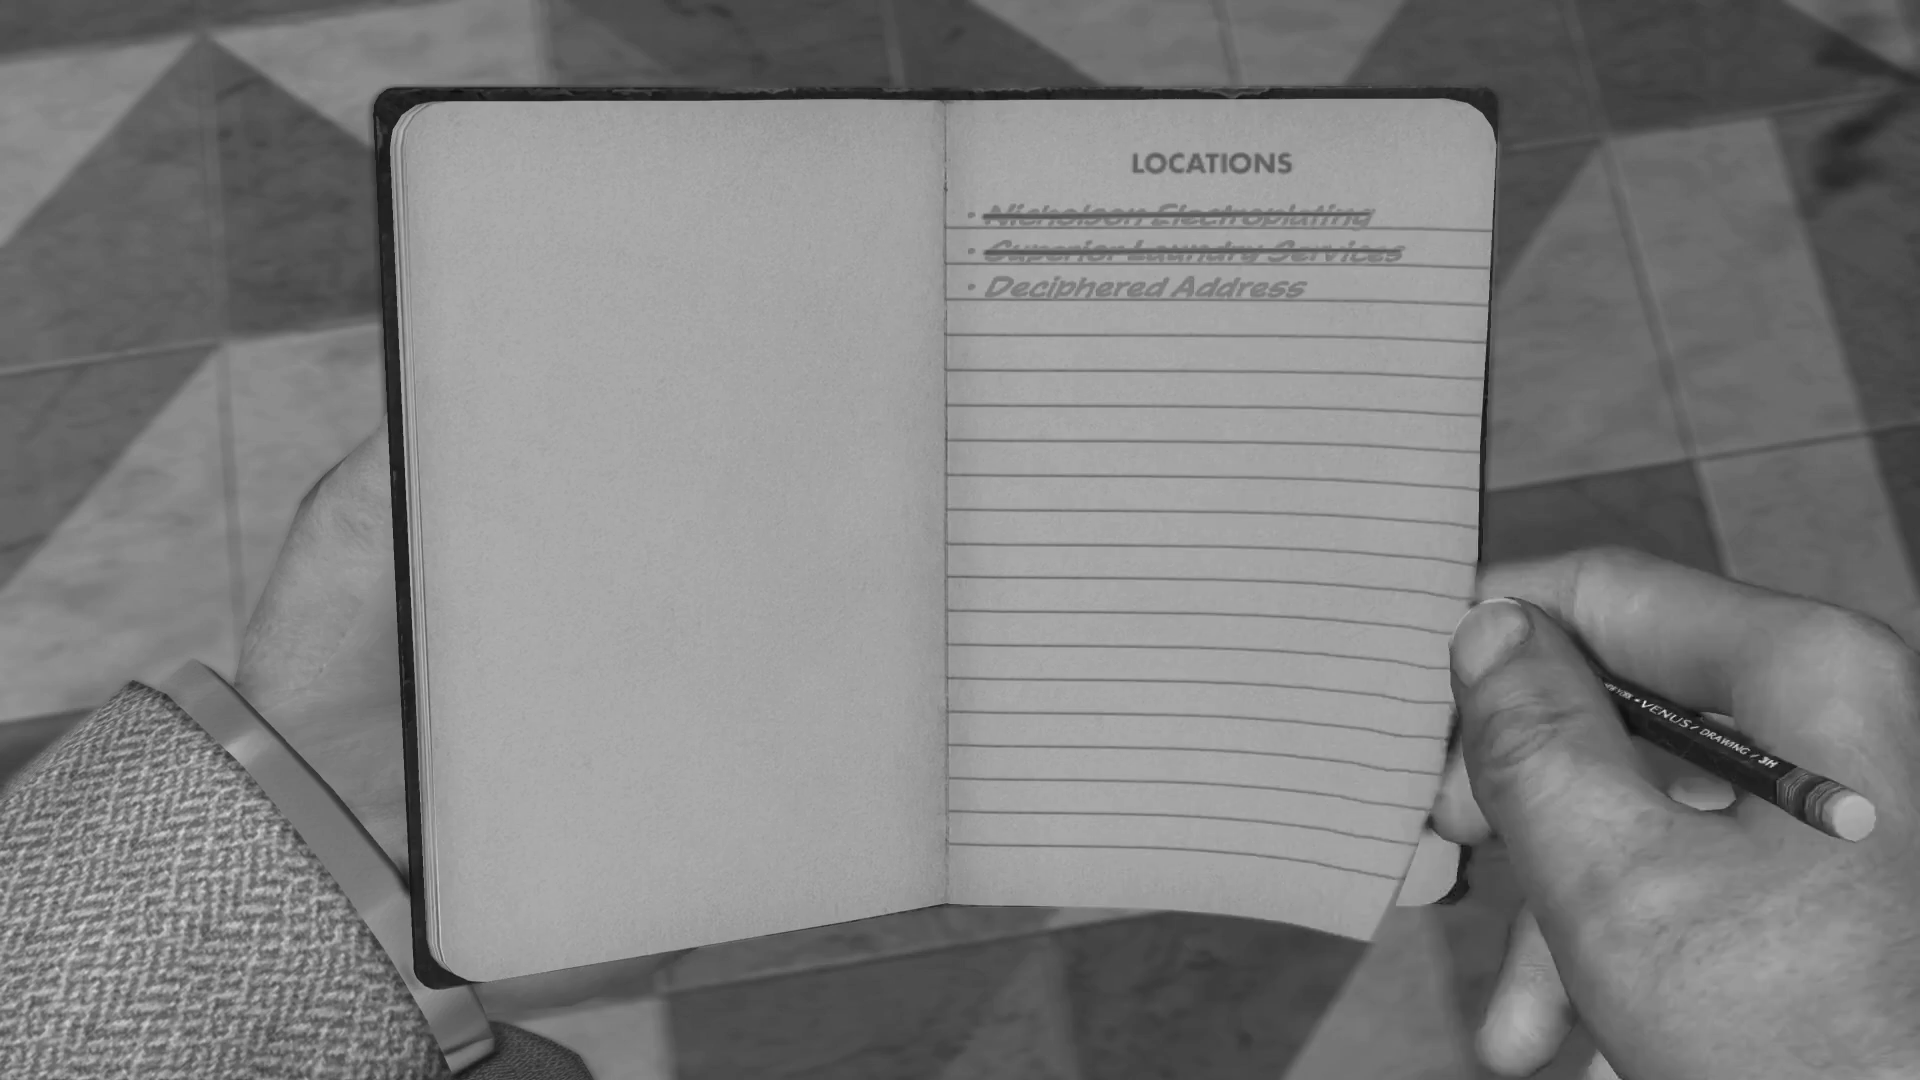 LOCATIONS
• Nicholson Electroplating
• Superior Laundry Services
• Deciphered Address
VENUS / DRAWING / 3H